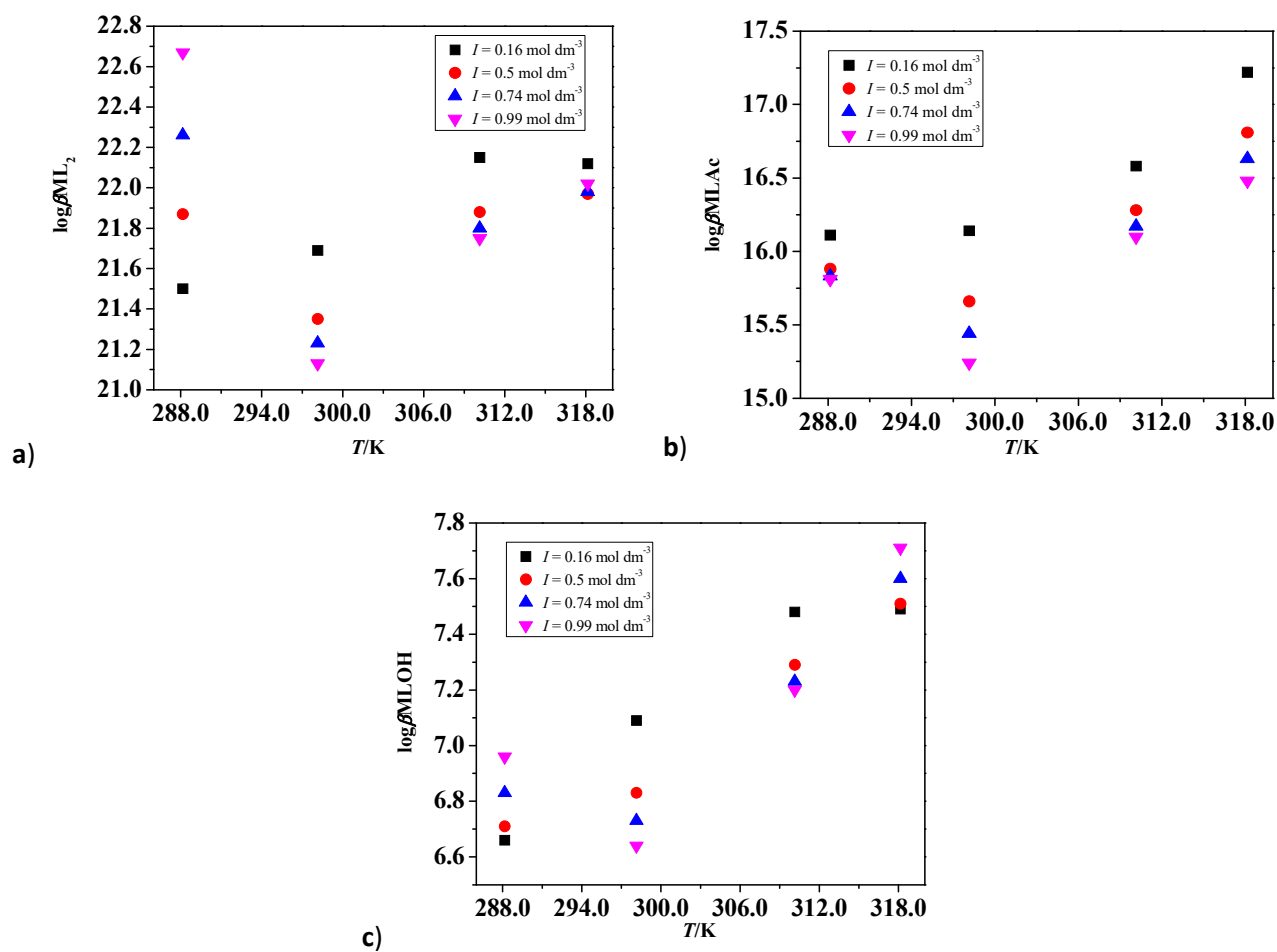 22.8
22.6
22.4
22.2
22.0
21.8
21.6
21.4
21.2
21.0
logβML₂
I = 0.16 mol dm⁻³
I = 0.5 mol dm⁻³
I = 0.74 mol dm⁻³
I = 0.99 mol dm⁻³
288.0 294.0 300.0 306.0 312.0 318.0
T/K
a)
17.5
17.0
16.5
16.0
15.5
15.0
logβMLAc
I = 0.16 mol dm⁻³
I = 0.5 mol dm⁻³
I = 0.74 mol dm⁻³
I = 0.99 mol dm⁻³
288.0 294.0 300.0 306.0 312.0 318.0
T/K
b)
7.8
7.6
7.4
7.2
7.0
6.8
6.6
logβMLOH
I = 0.16 mol dm⁻³
I = 0.5 mol dm⁻³
I = 0.74 mol dm⁻³
I = 0.99 mol dm⁻³
288.0 294.0 300.0 306.0 312.0 318.0
T/K
c)